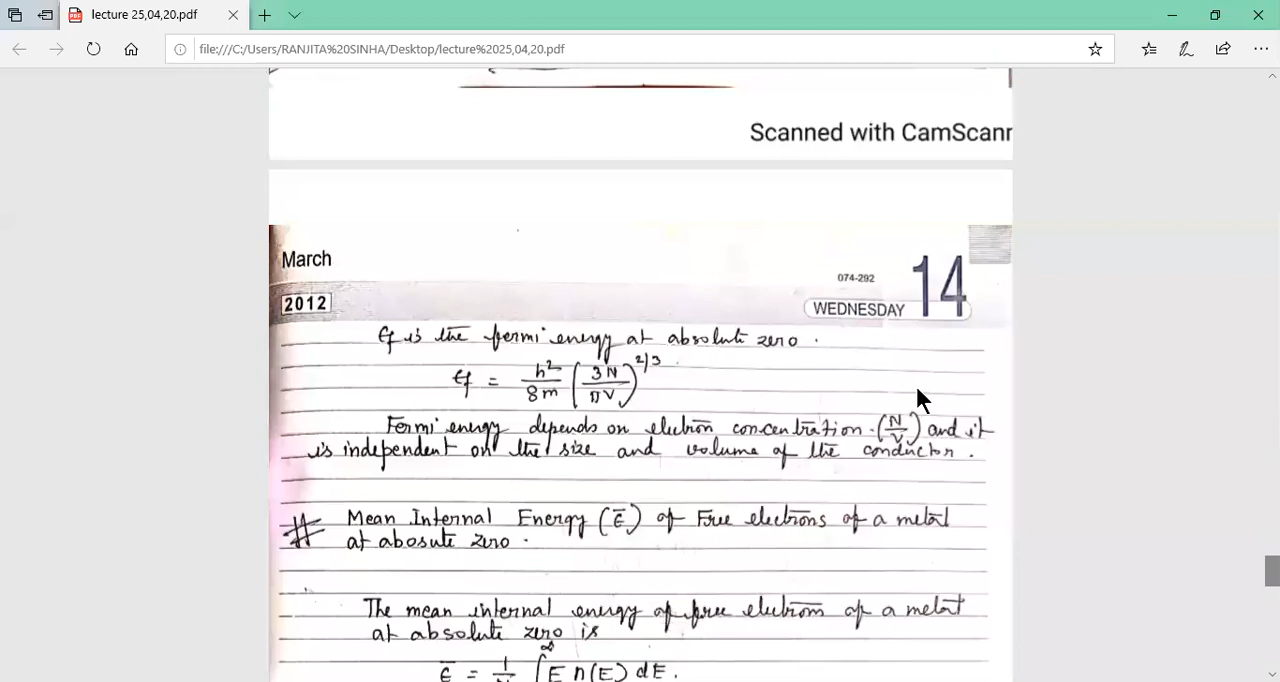 lecture 25,04,20.pdf
file:///C:/Users/RANJITA%20SINHA/Desktop/lecture%2025,04,20.pdf
Scanned with CamScanr
March
14
074-292
2012
WEDNESDAY
Ef is the fermi energy at absolute zero .
Ef = h²/8m (3N/πV)^2/3
Fermi energy depends on electron concentration (N/V) and it
is independent on the size and volume of the conductor .
# Mean Internal Energy (E̅) of Free electrons of a metal
at abosute zero .
The mean internal energy of free electrons of a metal
at absolute zero is
E̅ = 1/N ∫^∞ E n(E) dE .